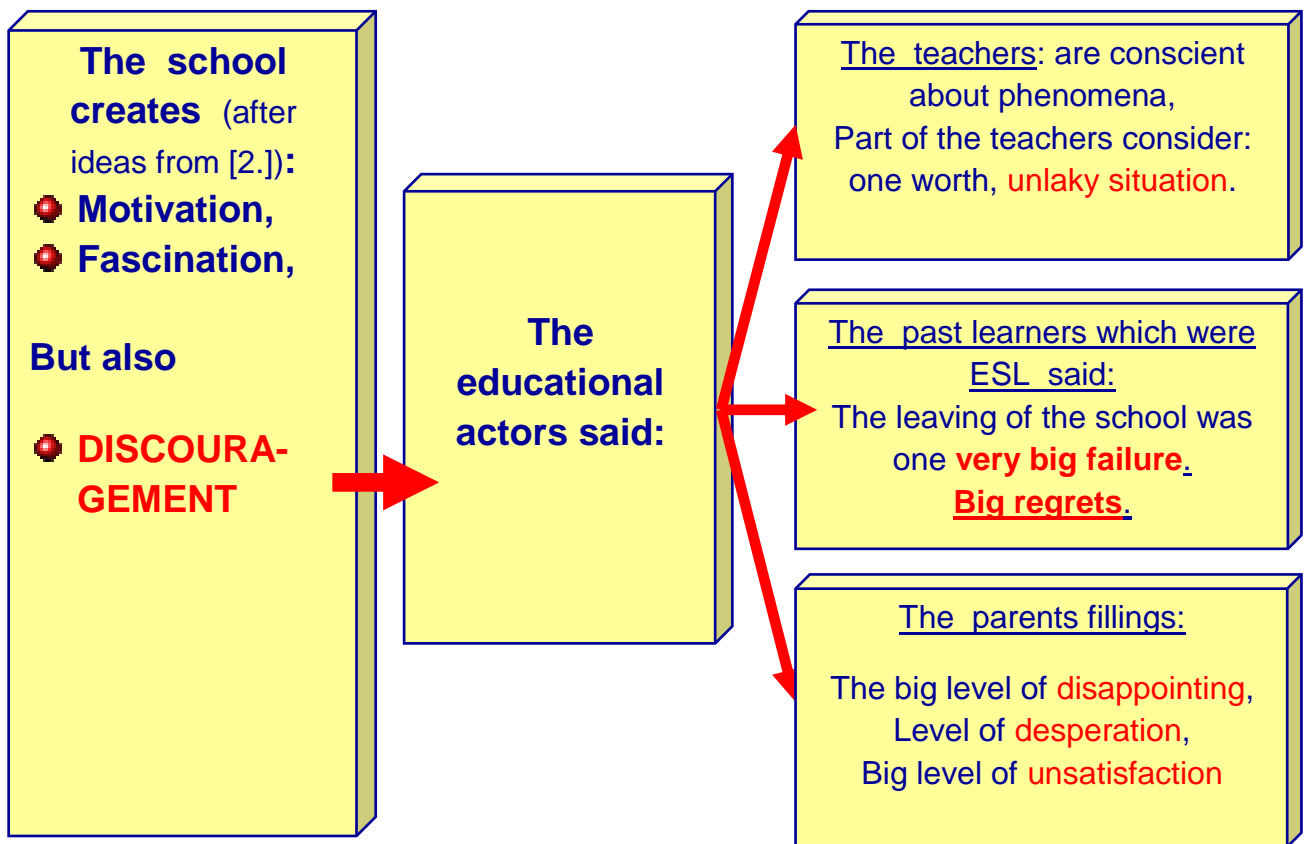 The school
creates (after
ideas from [2.]):
Motivation,
Fascination,
But also
DISCOURA-
GEMENT
The
educational
actors said:
The teachers: are conscient
about phenomena,
Part of the teachers consider:
one worth, unlaky situation.
The past learners which were
ESL said:
The leaving of the school was
one very big failure.
Big regrets.
The parents fillings:
The big level of disappointing,
Level of desperation,
Big level of unsatisfaction